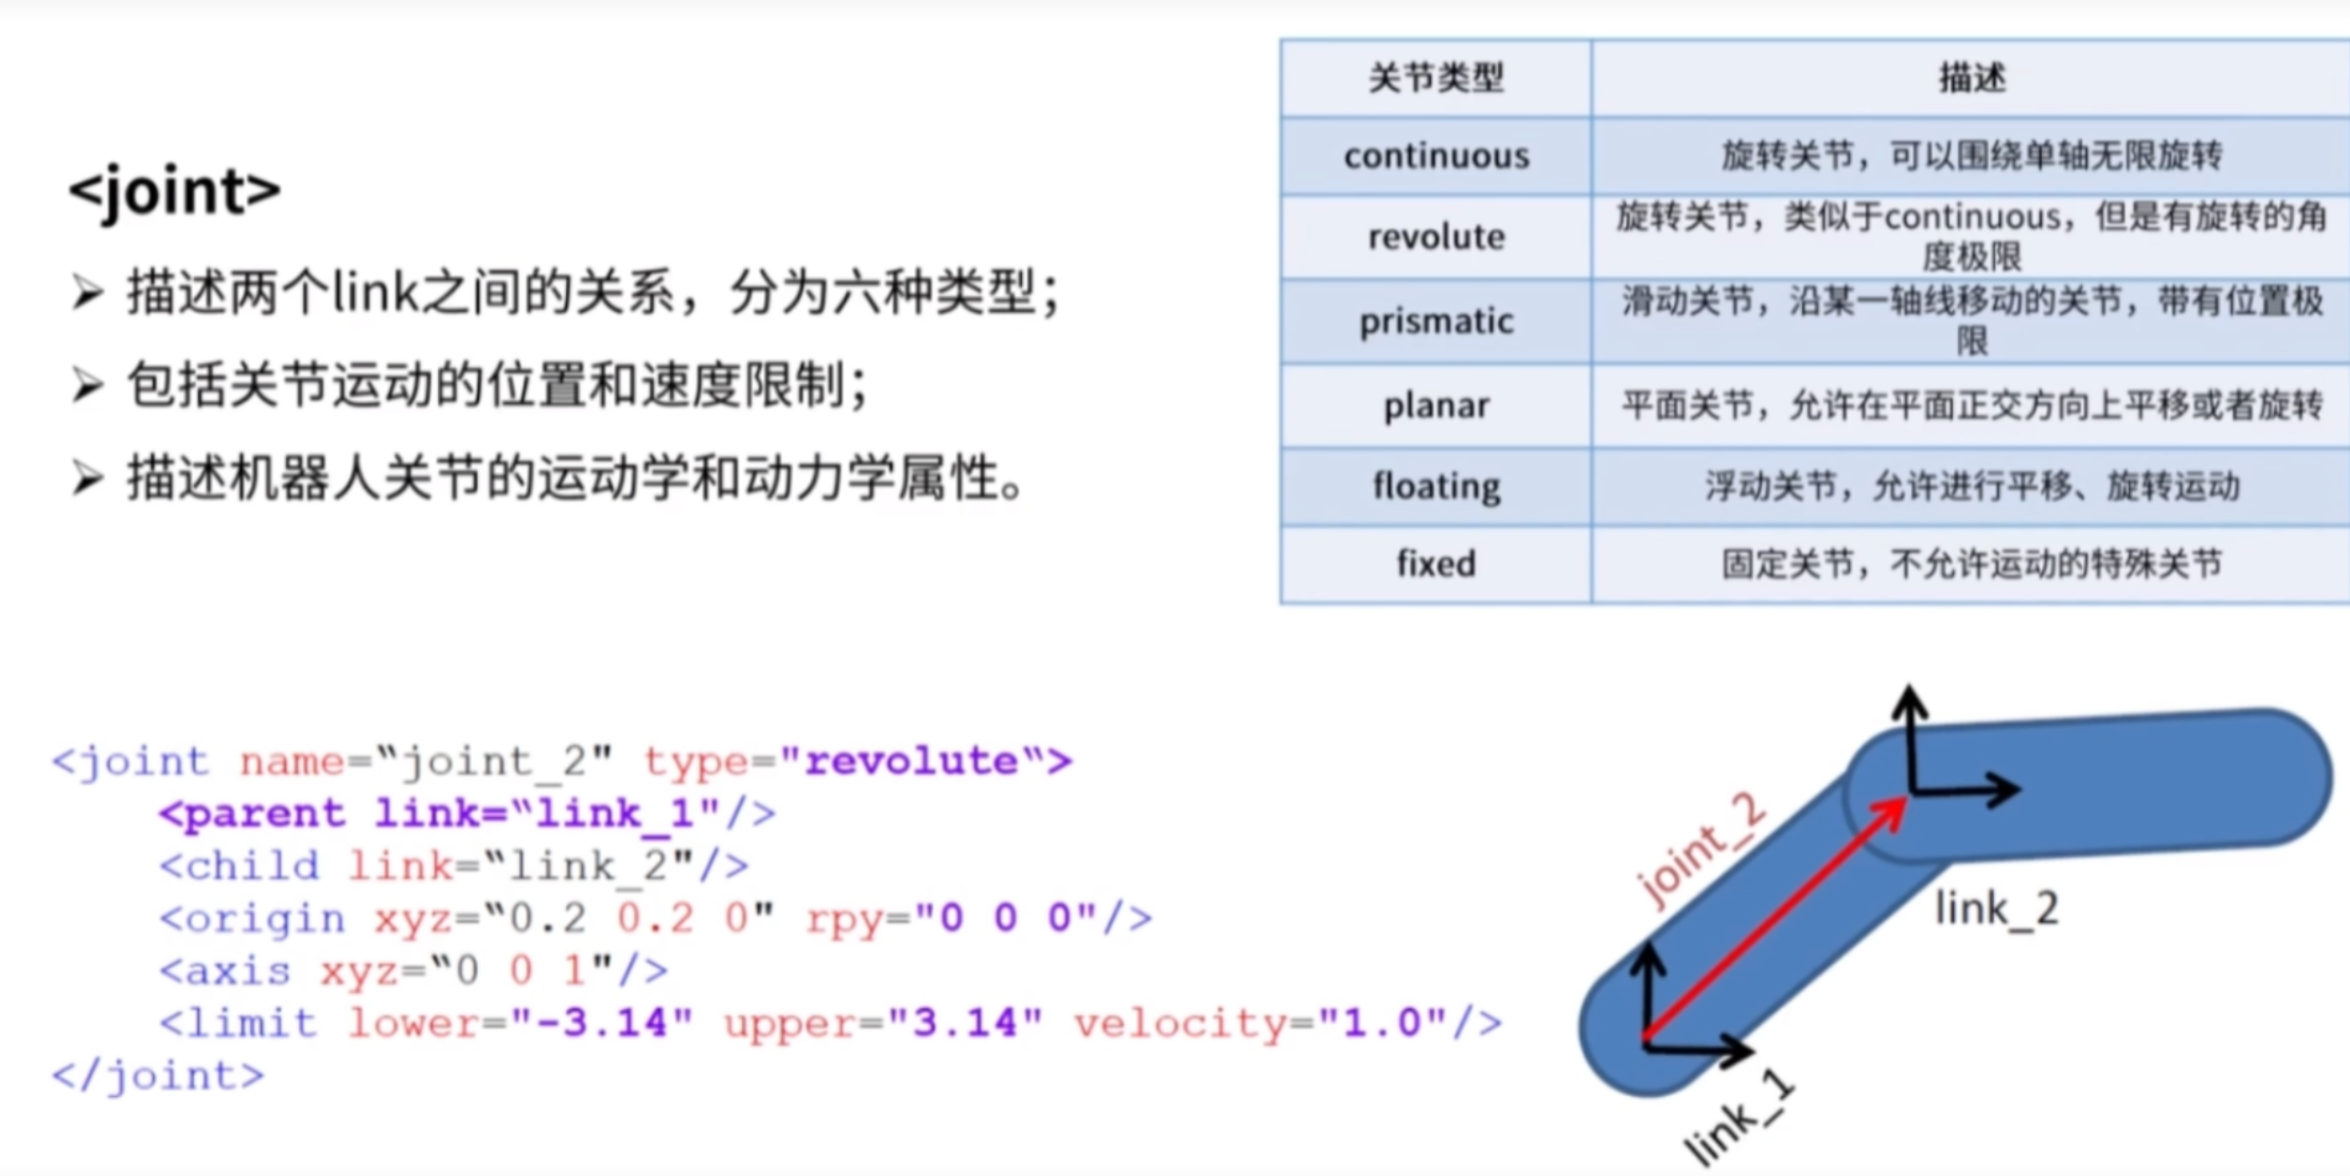 <joint>
➢ 描述两个link之间的关系，分为六种类型；
➢ 包括关节运动的位置和速度限制；
➢ 描述机器人关节的运动学和动力学属性。
关节类型 描述
continuous 旋转关节，可以围绕单轴无限旋转
revolute 旋转关节，类似于continuous，但是有旋转的角
度极限
prismatic 滑动关节，沿某一轴线移动的关节，带有位置极
限
planar 平面关节，允许在平面正交方向上平移或者旋转
floating 浮动关节，允许进行平移、旋转运动
fixed 固定关节，不允许运动的特殊关节
<joint name=“joint_2" type="revolute“>
<parent link=“link_1"/>
<child link=“link_2"/>
<origin xyz=“0.2 0.2 0" rpy="0 0 0"/>
<axis xyz=“0 0 1"/>
<limit lower="-3.14" upper="3.14" velocity="1.0"/>
</joint>
joint_2
link_2
link_1